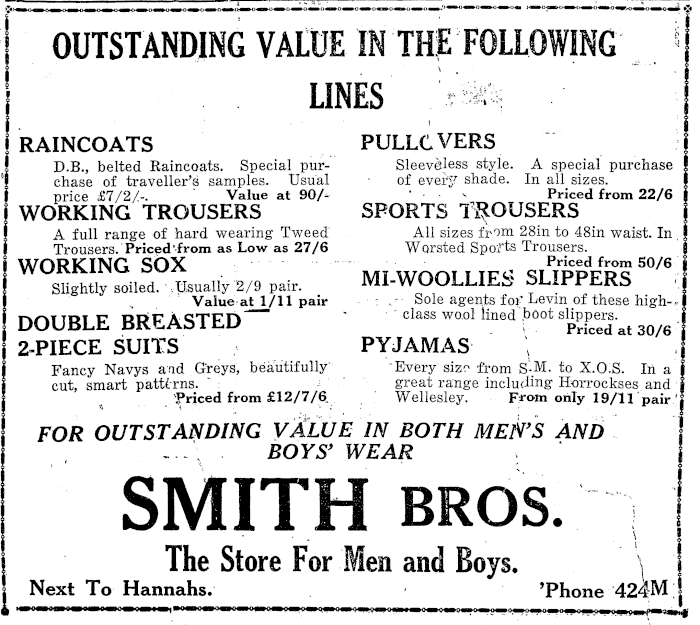 OUTSTANDING VALUE IN THE FOLLOWING
LINES
RAINCOATS
D.B., belted Raincoats. Special pur-
chase of traveller's samples. Usual
price £7/2/-. Value at 90/-
WORKING TROUSERS
A full range of hard wearing Tweed
Trousers. Priced from as Low as 27/6
WORKING SOX
Slightly soiled. Usually 2/9 pair.
Value at 1/11 pair
DOUBLE BREASTED
2-PIECE SUITS
Fancy Navys and Greys, beautifully
cut, smart patterns.
Priced from £12/7/6
PULLOVERS
Sleeveless style. A special purchase
of every shade. In all sizes.
Priced from 22/6
SPORTS TROUSERS
All sizes from 28in to 48in waist. In
Worsted Sports Trousers.
Priced from 50/6
MI-WOOLLIES SLIPPERS
Sole agents for Levin of these high-
class wool lined boot slippers.
Priced at 30/6
PYJAMAS
Every size from S.M. to X.O.S. In a
great range including Horrockses and
Wellesley. From only 19/11 pair
FOR OUTSTANDING VALUE IN BOTH MEN'S AND
BOYS' WEAR
SMITH BROS.
The Store For Men and Boys.
Next To Hannahs. 'Phone 424M